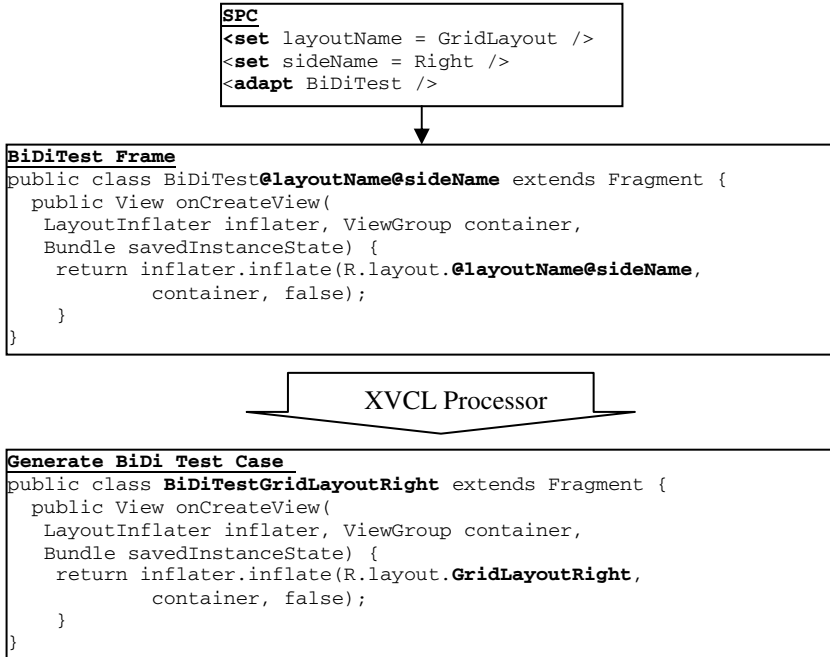 SPC
<set layoutName = GridLayout />
<set sideName = Right />
<adapt BiDiTest />
BiDiTest Frame
public class BiDiTest@layoutName@sideName extends Fragment {
public View onCreateView(
LayoutInflater inflater, ViewGroup container,
Bundle savedInstanceState) {
return inflater.inflate(R.layout.@layoutName@sideName,
container, false);
}
}
XVCL Processor
Generate BiDi Test Case
public class BiDiTestGridLayoutRight extends Fragment {
public View onCreateView(
LayoutInflater inflater, ViewGroup container,
Bundle savedInstanceState) {
return inflater.inflate(R.layout.GridLayoutRight,
container, false);
}
}